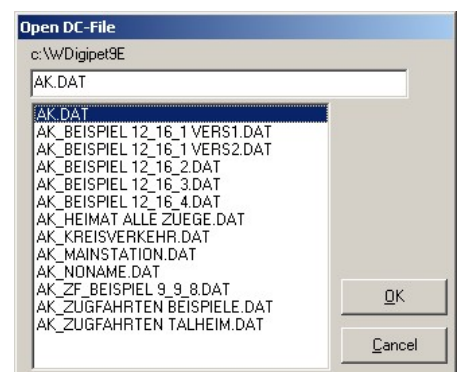 Open DC-File
c:\WDigipet9E
AK.DAT
AK.DAT
AK_BEISPIEL 12_16_1 VERS1.DAT
AK_BEISPIEL 12_16_1 VERS2.DAT
AK_BEISPIEL 12_16_2.DAT
AK_BEISPIEL 12_16_3.DAT
AK_BEISPIEL 12_16_4.DAT
AK_HEIMAT ALLE ZUEGE.DAT
AK_KREISVERKEHR.DAT
AK_MAINSTATION.DAT
AK_NONAME.DAT
AK_ZF_BEISPIEL 9_9_8.DAT
AK_ZUGFAHRTEN BEISPIELE.DAT
AK_ZUGFAHRTEN TALHEIM.DAT
OK
Cancel